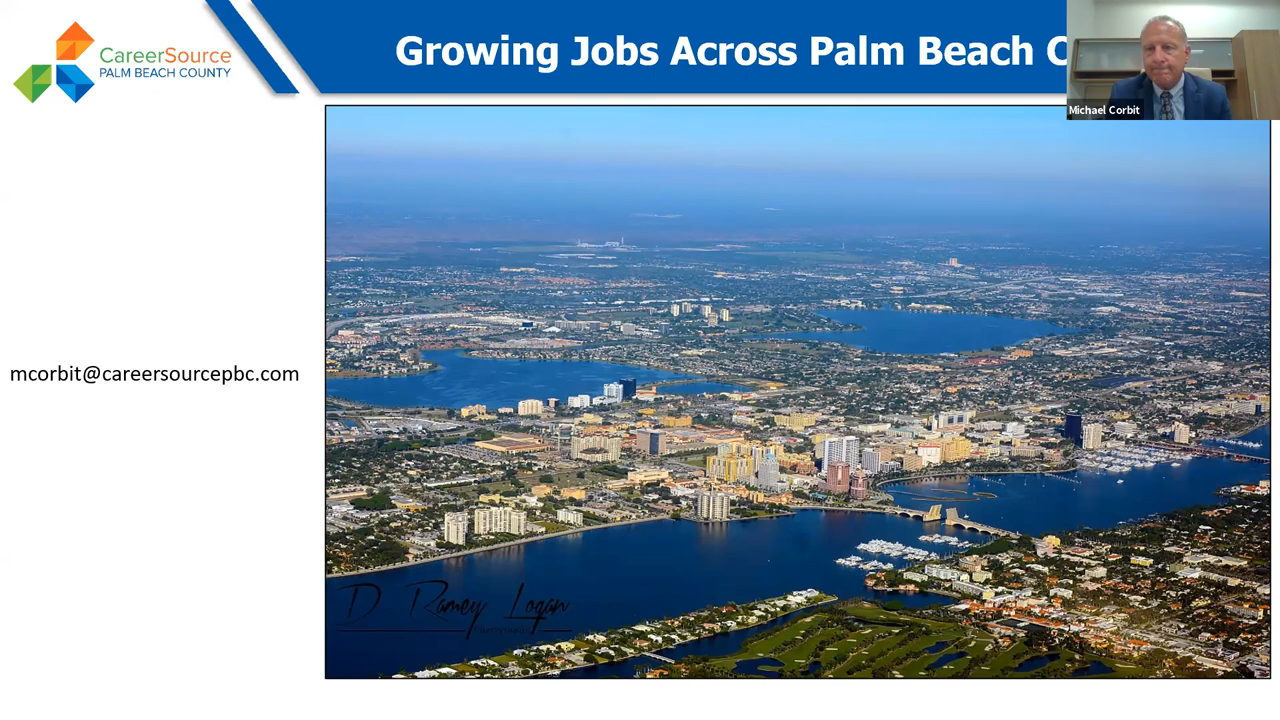 CareerSource
PALM BEACH COUNTY
Growing Jobs Across Palm Beach C
Michael Corbit
mcorbit@careersourcepbc.com
D Ramey Logan